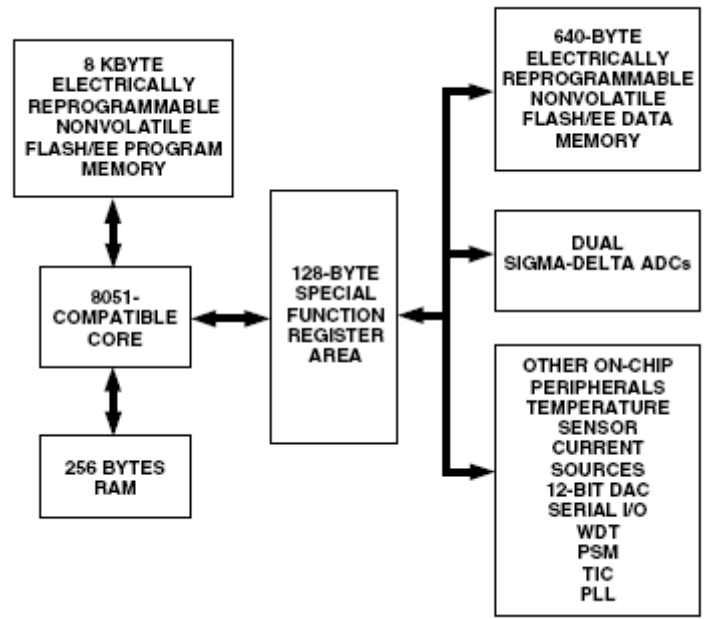 8 KBYTE
ELECTRICALLY
REPROGRAMMABLE
NONVOLATILE
FLASH/EE PROGRAM
MEMORY
8051-
COMPATIBLE
CORE
256 BYTES
RAM
128-BYTE
SPECIAL
FUNCTION
REGISTER
AREA
640-BYTE
ELECTRICALLY
REPROGRAMMABLE
NONVOLATILE
FLASH/EE DATA
MEMORY
DUAL
SIGMA-DELTA ADCs
OTHER ON-CHIP
PERIPHERALS
TEMPERATURE
SENSOR
CURRENT
SOURCES
12-BIT DAC
SERIAL I/O
WDT
PSM
TIC
PLL